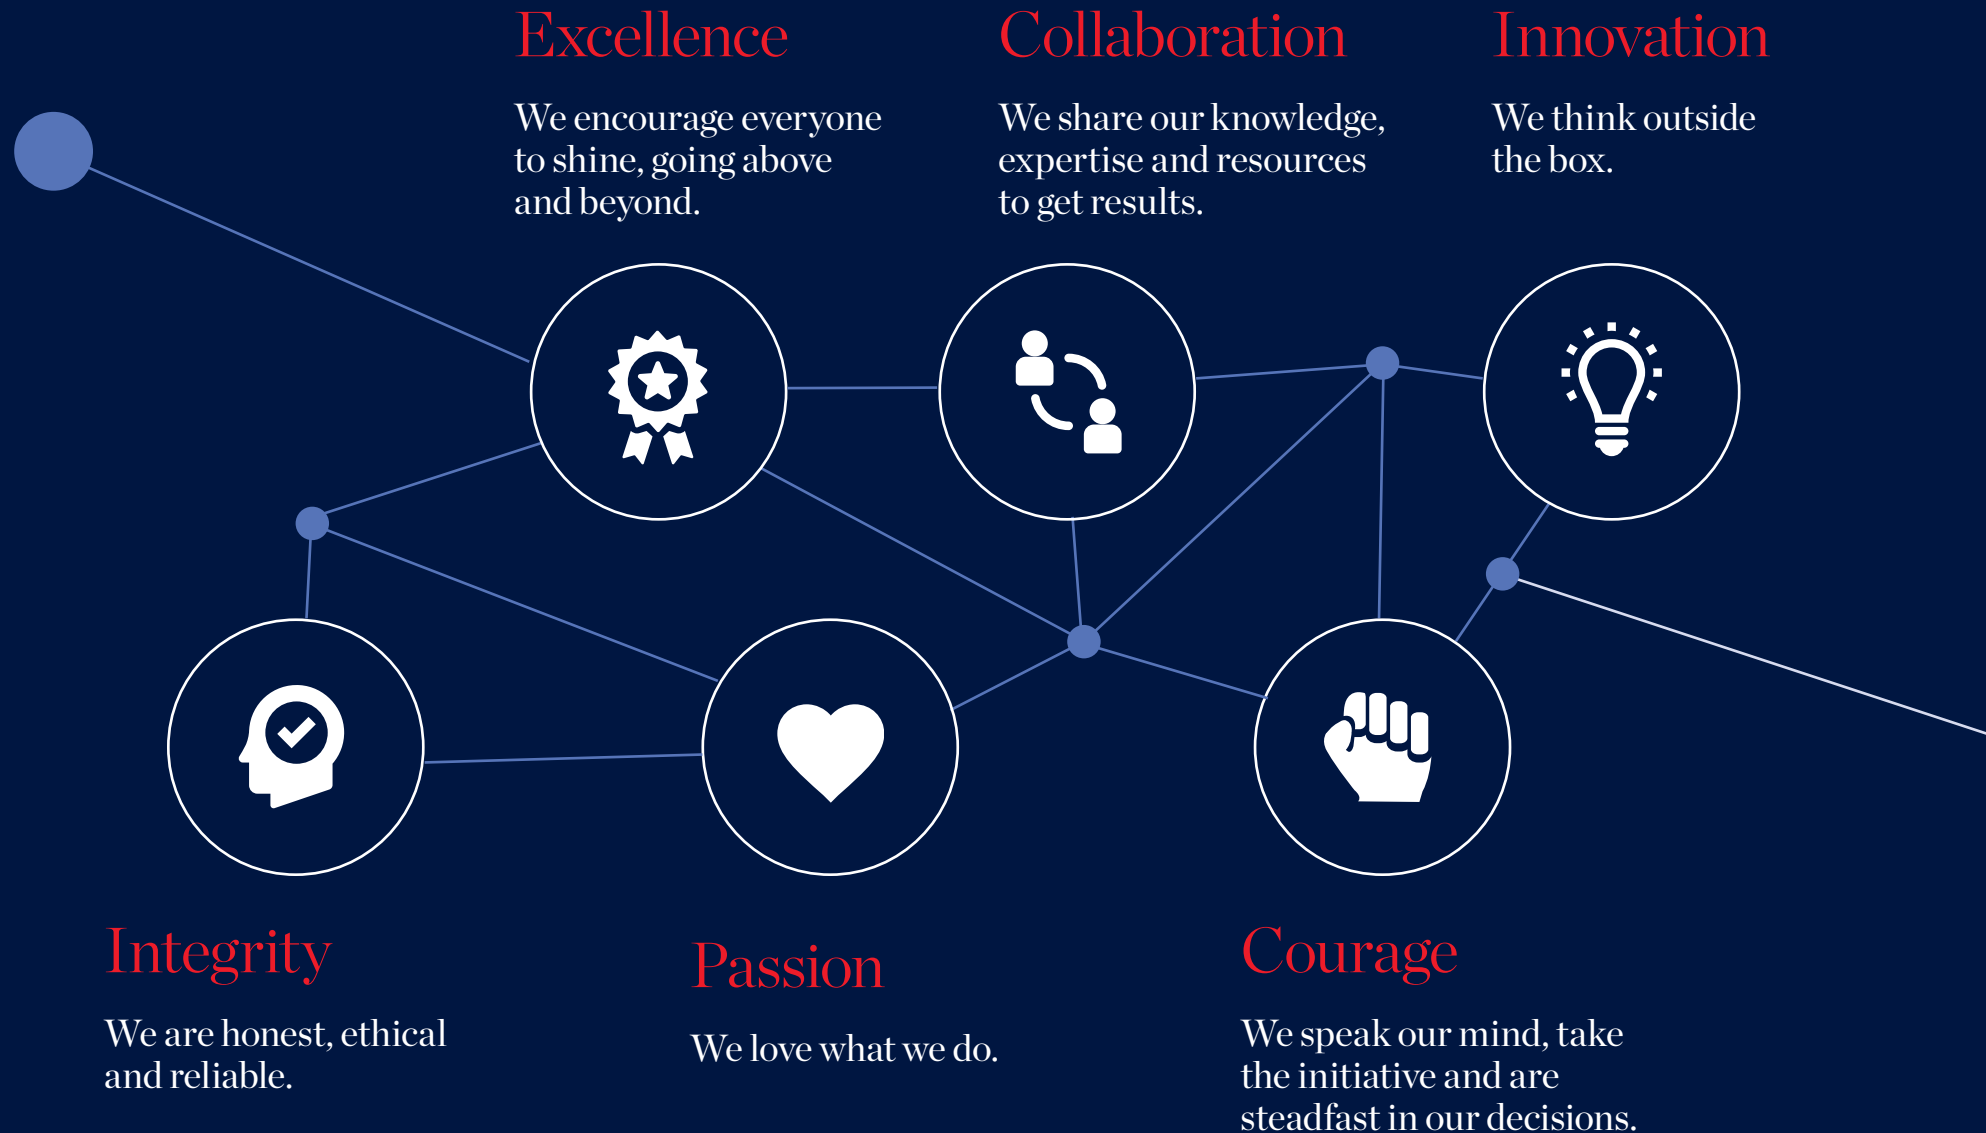 Excellence
We encourage everyone
to shine, going above
and beyond.
Collaboration
We share our knowledge,
expertise and resources
to get results.
Innovation
We think outside
the box.
Integrity
We are honest, ethical
and reliable.
Passion
We love what we do.
Courage
We speak our mind, take
the initiative and are
steadfast in our decisions.